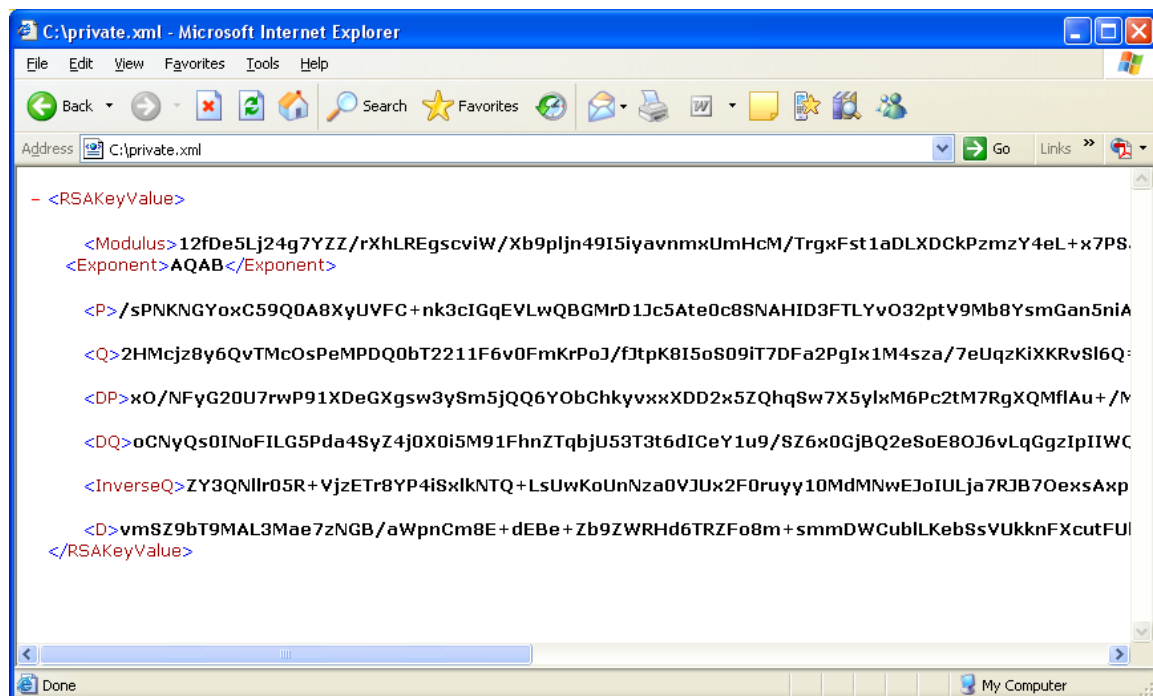 C:\private.xml - Microsoft Internet Explorer
File Edit View Favorites Tools Help
Back Search Favorites
Address C:\private.xml Go Links »
- <RSAKeyValue>
<Modulus>12fDe5Lj24g7YZZ/rXhLREgscviW/Xb9pljn49I5iyavnmxUmHcM/TrgxFst1aDLXDCkPzmzY4eL+x7PS
<Exponent>AQAB</Exponent>
<P>/sPNKNGYoxC59Q0A8XyUVFC+nk3cIGqEVLwQBGMrD1Jc5Ate0c8SNAHID3FTLYvO32ptV9Mb8YsmGan5niA
<Q>2HMcjz8y6QvTMcOsPeMPDQ0bT2211F6v0FmKrPoJ/fJtpK8I5oS09iT7DFa2PgIx1M4sza/7eUqzKiXKRvSl6Q=
<DP>xO/NFyG20U7rwP91XDeGXgsw3ySm5jQQ6YObChkyvxxXDD2x5ZQhqSw7X5ylxM6Pc2tM7RgXQMflAu+/M
<DQ>oCNyQs0INoFILG5Pda4SyZ4j0X0i5M91FhnZTqbjU53T3t6dICeY1u9/SZ6x0GjBQ2eSoE8OJ6vLqGgzIpIIWQ
<InverseQ>ZY3QNllr05R+VjzETr8YP4iSxlkNTQ+LsUwKoUnNza0VJUx2F0ruyy10MdMNwEJoIULja7RJB7OexsAxp
<D>vmSZ9bT9MAL3Mae7zNGB/aWpnCm8E+dEBe+Zb9ZWRHd6TRZFo8m+smmDWCublLKebSsVUkknFXcutFU
</RSAKeyValue>
Done My Computer